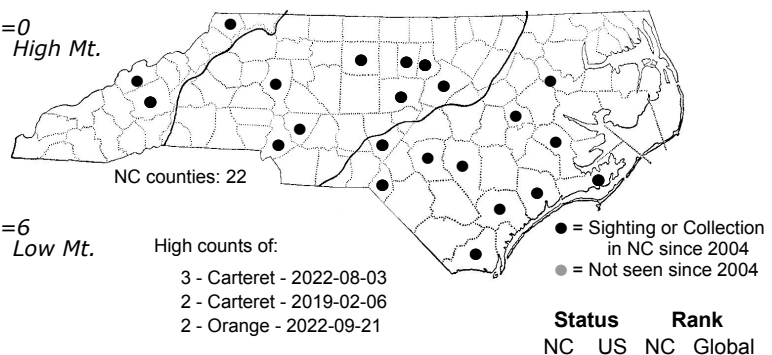 =0
High Mt.
NC counties: 22
=6
Low Mt.
High counts of:
3 - Carteret - 2022-08-03
2 - Carteret - 2019-02-06
2 - Orange - 2022-09-21
● = Sighting or Collection
in NC since 2004
● = Not seen since 2004
Status Rank
NC US NC Global